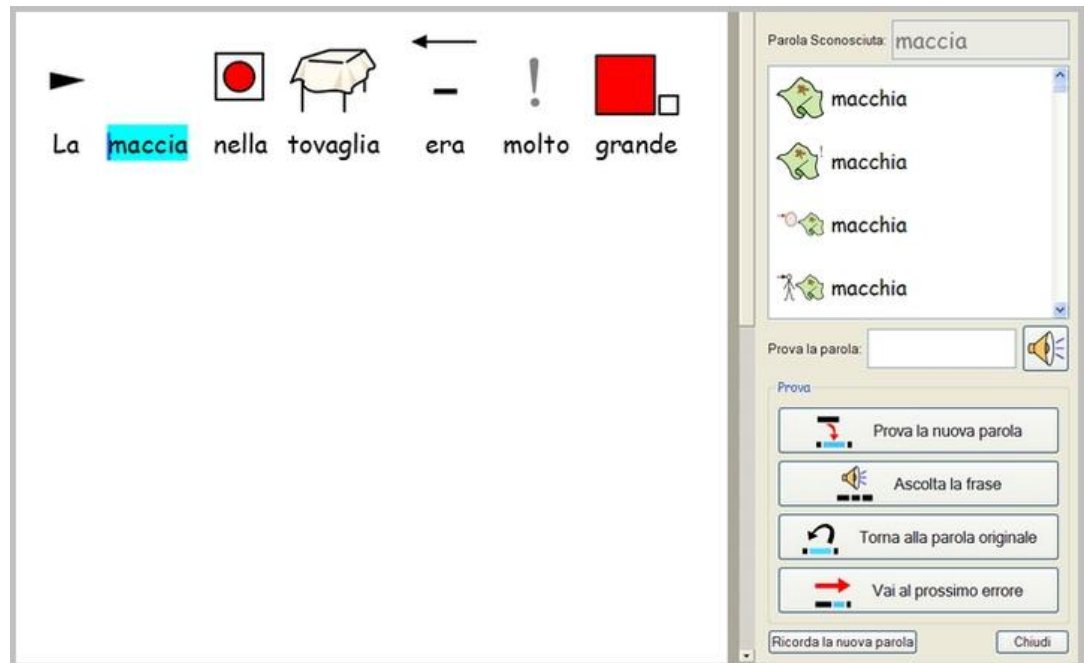 La maccia nella tovaglia era molto grande
Parola Sconosciuta: maccia
macchia
macchia
macchia
macchia
Prova la parola:
Prova
Prova la nuova parola
Ascolta la frase
Torna alla parola originale
Vai al prossimo errore
Ricorda la nuova parola Chiudi